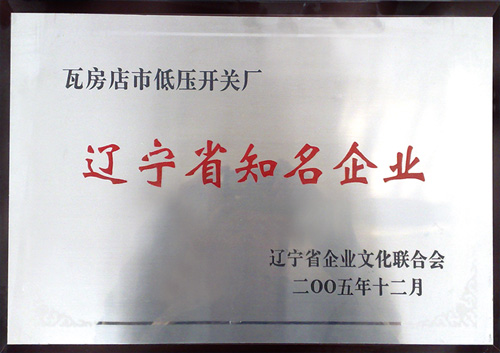 瓦房店市低压开关厂
辽宁省知名企业
辽宁省企业文化联合会
二〇〇五年十二月